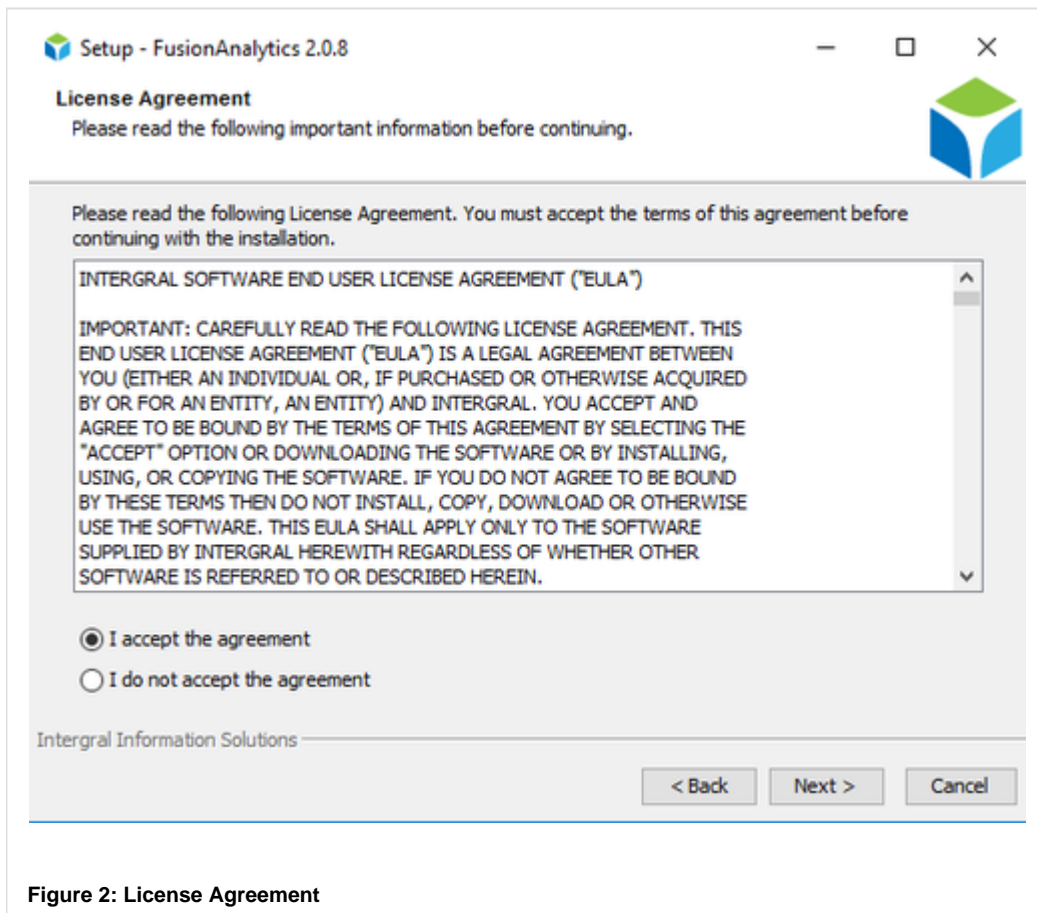 Setup - FusionAnalytics 2.0.8
License Agreement
Please read the following important information before continuing.
Please read the following License Agreement. You must accept the terms of this agreement before
continuing with the installation.
INTERGRAL SOFTWARE END USER LICENSE AGREEMENT ("EULA")
IMPORTANT: CAREFULLY READ THE FOLLOWING LICENSE AGREEMENT. THIS
END USER LICENSE AGREEMENT ("EULA") IS A LEGAL AGREEMENT BETWEEN
YOU (EITHER AN INDIVIDUAL OR, IF PURCHASED OR OTHERWISE ACQUIRED
BY OR FOR AN ENTITY, AN ENTITY) AND INTERGRAL. YOU ACCEPT AND
AGREE TO BE BOUND BY THE TERMS OF THIS AGREEMENT BY SELECTING THE
"ACCEPT" OPTION OR DOWNLOADING THE SOFTWARE OR BY INSTALLING,
USING, OR COPYING THE SOFTWARE. IF YOU DO NOT AGREE TO BE BOUND
BY THESE TERMS THEN DO NOT INSTALL, COPY, DOWNLOAD OR OTHERWISE
USE THE SOFTWARE. THIS EULA SHALL APPLY ONLY TO THE SOFTWARE
SUPPLIED BY INTERGRAL HEREWITH REGARDLESS OF WHETHER OTHER
SOFTWARE IS REFERRED TO OR DESCRIBED HEREIN.
I accept the agreement
I do not accept the agreement
Intergral Information Solutions
< Back Next > Cancel
Figure 2: License Agreement